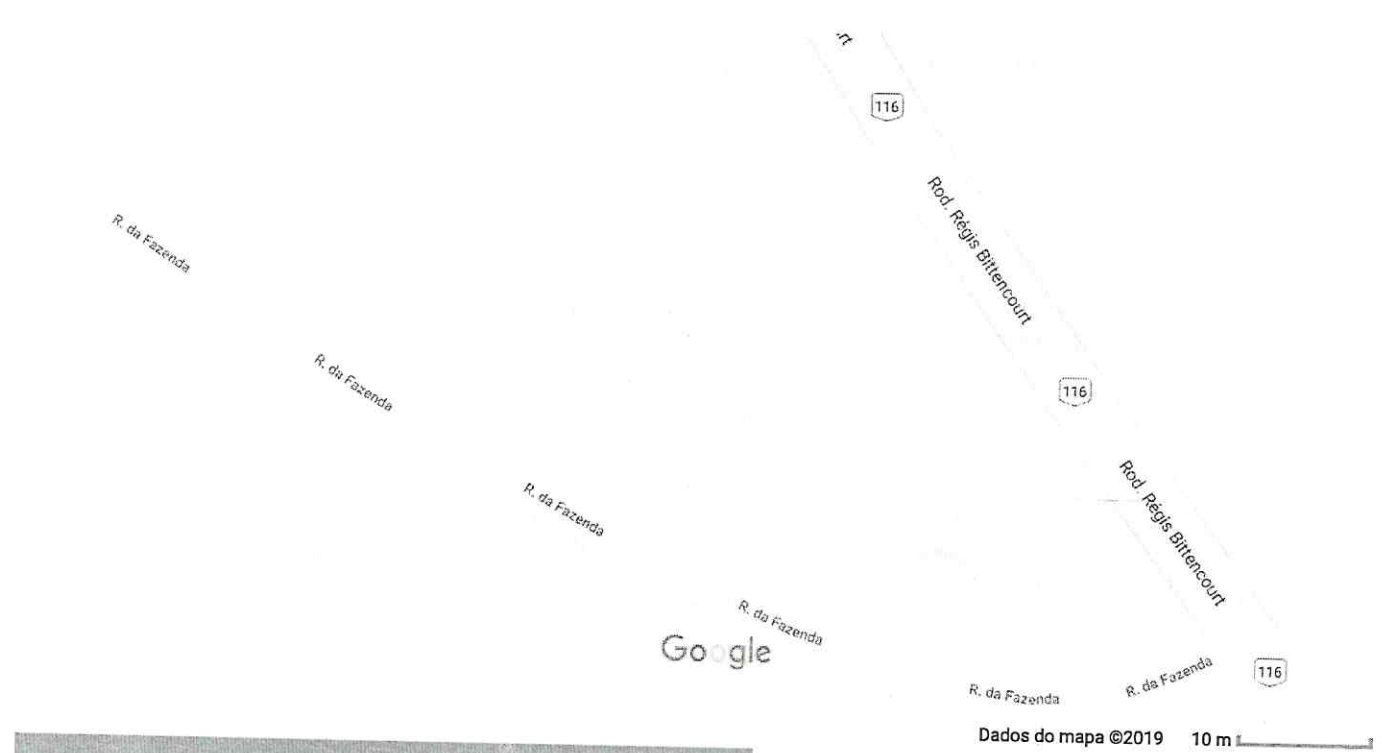 rt
116
Rod. Régis Bittencourt
R. da Fazenda
R. da Fazenda
116
Rod. Régis Bittencourt
R. da Fazenda
R. da Fazenda
Google
R. da Fazenda
R. da Fazenda
116
Dados do mapa ©2019 10 m